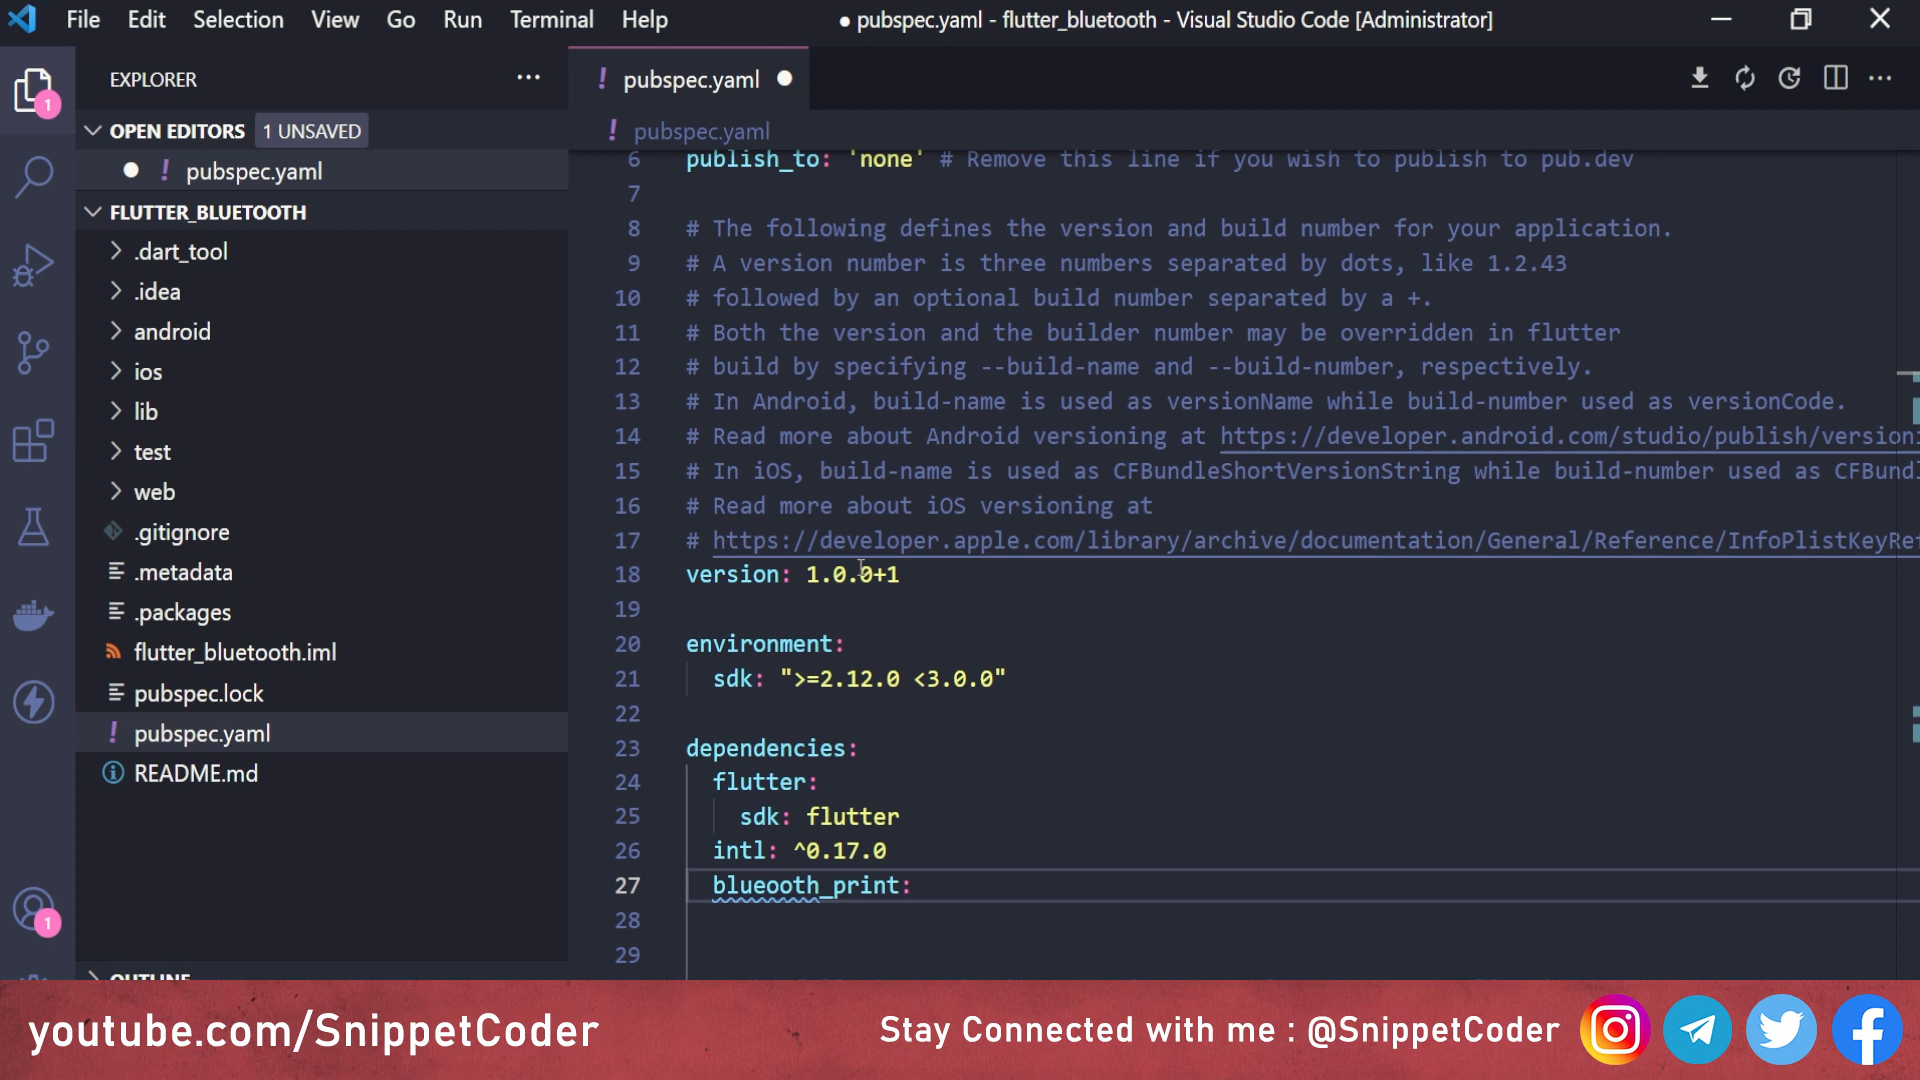 File Edit Selection View Go Run Terminal Help
● pubspec.yaml - flutter_bluetooth - Visual Studio Code [Administrator]
EXPLORER
! pubspec.yaml
OPEN EDITORS 1 UNSAVED
! pubspec.yaml
! pubspec.yaml
FLUTTER_BLUETOOTH
.dart_tool
.idea
android
ios
lib
test
web
.gitignore
.metadata
.packages
flutter_bluetooth.iml
pubspec.lock
! pubspec.yaml
README.md
OUTLINE
1
1
6 publish_to: 'none' # Remove this line if you wish to publish to pub.dev
7
8 # The following defines the version and build number for your application.
9 # A version number is three numbers separated by dots, like 1.2.43
10 # followed by an optional build number separated by a +.
11 # Both the version and the builder number may be overridden in flutter
12 # build by specifying --build-name and --build-number, respectively.
13 # In Android, build-name is used as versionName while build-number used as versionCode.
14 # Read more about Android versioning at https://developer.android.com/studio/publish/versioni
15 # In iOS, build-name is used as CFBundleShortVersionString while build-number used as CFBundl
16 # Read more about iOS versioning at
17 # https://developer.apple.com/library/archive/documentation/General/Reference/InfoPlistKeyRef
18 version: 1.0.0+1
19
20 environment:
21 sdk: ">=2.12.0 <3.0.0"
22
23 dependencies:
24 flutter:
25 sdk: flutter
26 intl: ^0.17.0
27 blueooth_print:
28
29
youtube.com/SnippetCoder
Stay Connected with me : @SnippetCoder